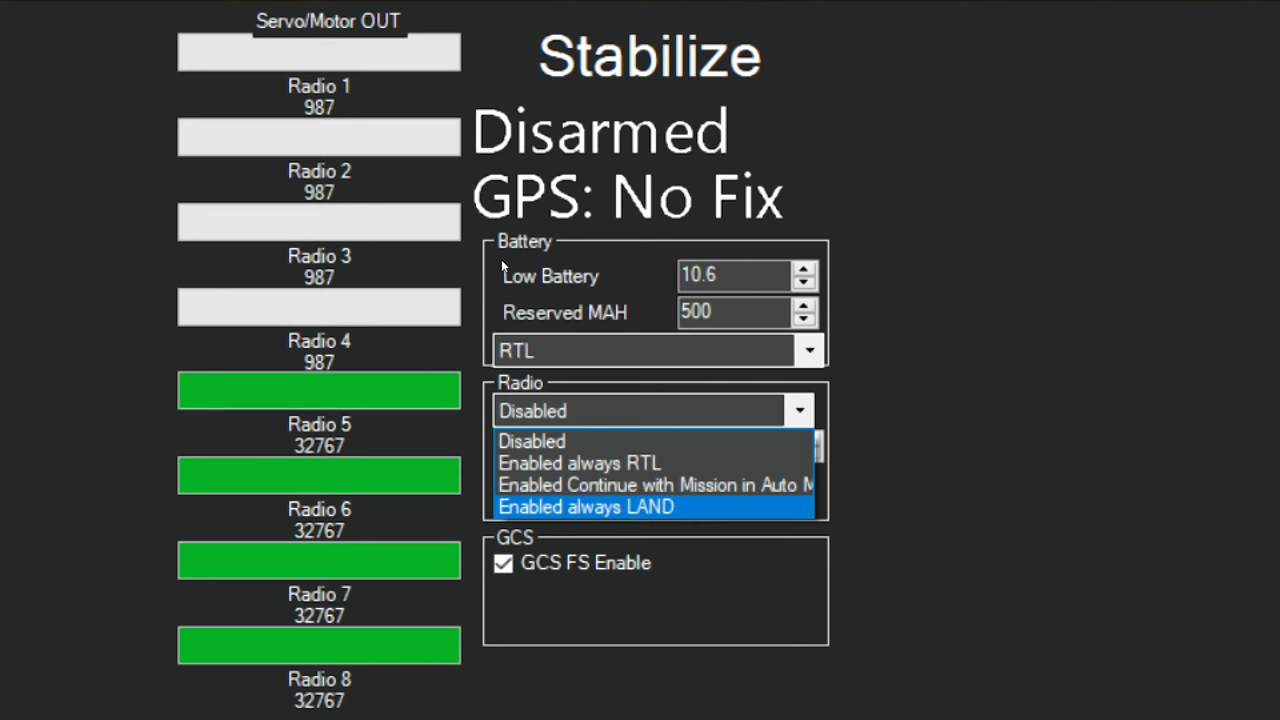 Servo/Motor OUT
Radio 1
987
Radio 2
987
Radio 3
987
Radio 4
987
Radio 5
32767
Radio 6
32767
Radio 7
32767
Radio 8
32767
Stabilize
Disarmed
GPS: No Fix
Battery
Low Battery 10.6
Reserved MAH 500
RTL
Radio
Disabled
Disabled
Enabled always RTL
Enabled Continue with Mission in Auto M
Enabled always LAND
GCS
GCS FS Enable